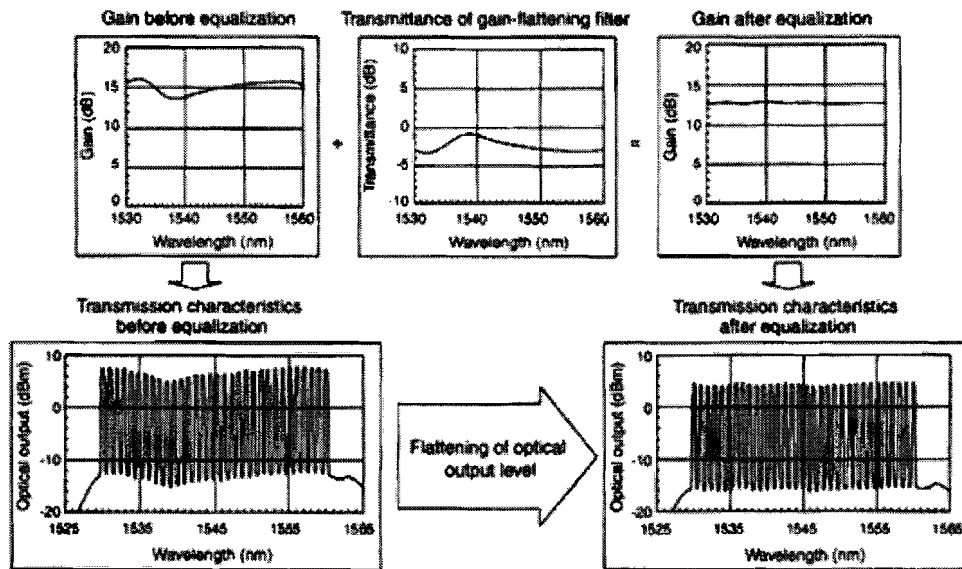 Gain before equalization
Transmittance of gain-flattening filter
Gain after equalization
20
15
10
5
0
Gain (dB)
1530 1540 1550 1560
Wavelength (nm)
+
10
5
0
-5
10
Transmittance (dB)
1530 1540 1550 1560
Wavelength (nm)
=
20
15
10
5
0
Gain (dB)
1530 1540 1550 1560
Wavelength (nm)
Transmission characteristics
before equalization
Transmission characteristics
after equalization
10
0
-10
-20
Optical output (dBm)
1525 1535 1545 1555 1565
Wavelength (nm)
Flattening of optical
output level
10
0
-10
-20
Optical output (dBm)
1525 1535 1545 1555 1565
Wavelength (nm)